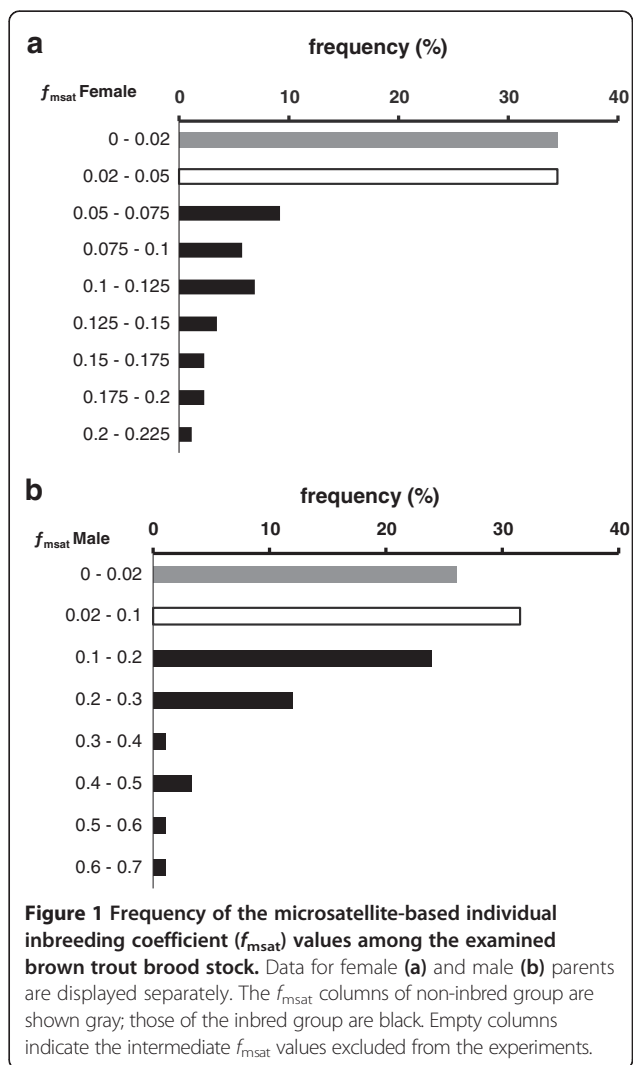 a
frequency (%)
fmsat Female
0 10 20 30 40
0 - 0.02
0.02 - 0.05
0.05 - 0.075
0.075 - 0.1
0.1 - 0.125
0.125 - 0.15
0.15 - 0.175
0.175 - 0.2
0.2 - 0.225
b
frequency (%)
fmsat Male
0 10 20 30 40
0 - 0.02
0.02 - 0.1
0.1 - 0.2
0.2 - 0.3
0.3 - 0.4
0.4 - 0.5
0.5 - 0.6
0.6 - 0.7
Figure 1 Frequency of the microsatellite-based individual
inbreeding coefficient (fmsat) values among the examined
brown trout brood stock. Data for female (a) and male (b) parents
are displayed separately. The fmsat columns of non-inbred group are
shown gray; those of the inbred group are black. Empty columns
indicate the intermediate fmsat values excluded from the experiments.